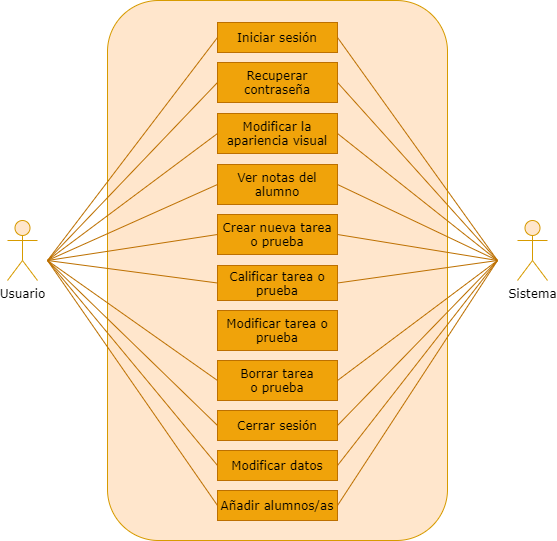 Iniciar sesión
Recuperar
contraseña
Modificar la
apariencia visual
Ver notas del
alumno
Crear nueva tarea
o prueba
Calificar tarea o
prueba
Usuario
Sistema
Modificar tarea o
prueba
Borrar tarea
o prueba
Cerrar sesión
Modificar datos
Añadir alumnos/as